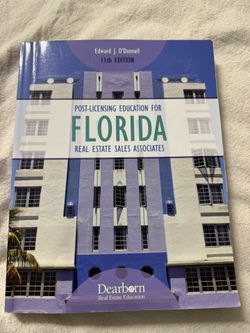 Edward J. O'Donnell
11th EDITION
POST-LICENSING EDUCATION FOR
FLORIDA
REAL ESTATE SALES ASSOCIATES
Dearborn
Real Estate Education